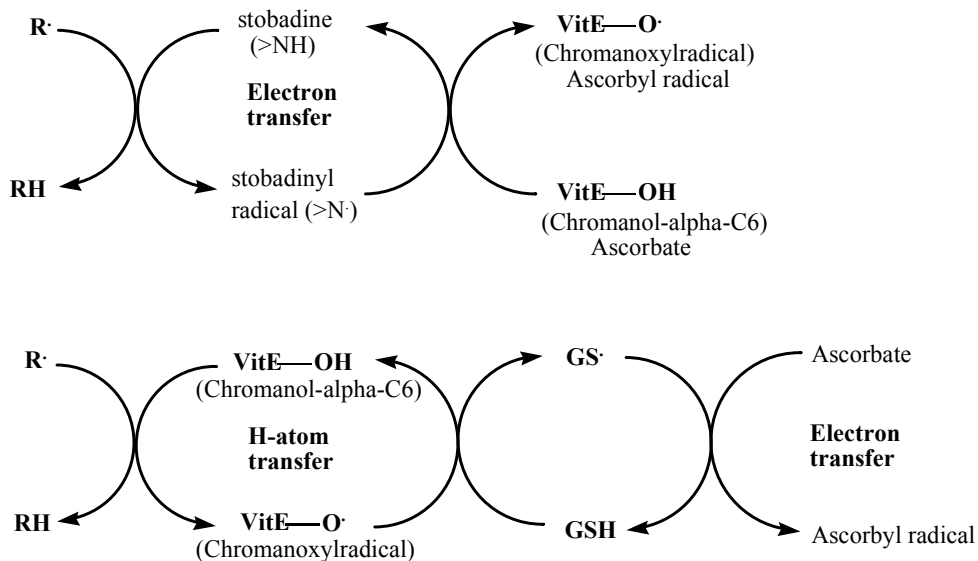 R·
stobadine
(>NH)
Electron
transfer
RH
stobadinyl
radical (>N·)
VitE—O·
(Chromanoxylradical)
Ascorbyl radical
VitE—OH
(Chromanol-alpha-C6)
Ascorbate
R·
VitE—OH
(Chromanol-alpha-C6)
H-atom
transfer
RH
VitE—O·
(Chromanoxylradical)
GS·
GSH
Ascorbate
Electron
transfer
Ascorbyl radical